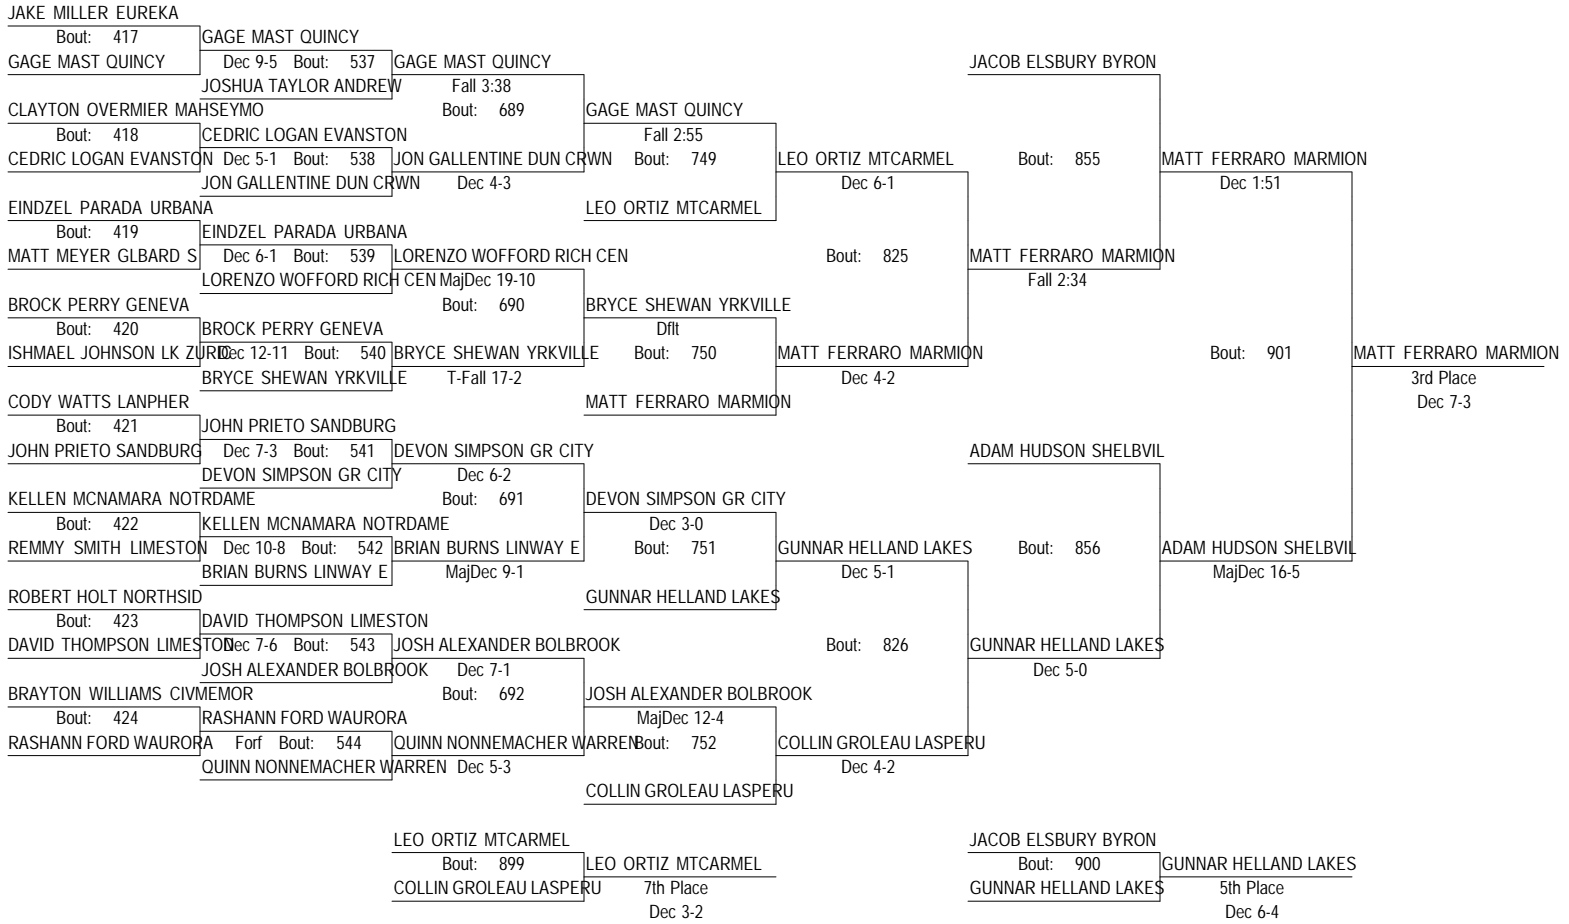 JAKE MILLER EUREKA
Bout: 417 GAGE MAST QUINCY
GAGE MAST QUINCY Dec 9-5 Bout: 537 GAGE MAST QUINCY JACOB ELSBURY BYRON
JOSHUA TAYLOR ANDREW Fall 3:38
CLAYTON OVERMIER MAHSEYMO Bout: 689 GAGE MAST QUINCY
Bout: 418 CEDRIC LOGAN EVANSTON Fall 2:55
CEDRIC LOGAN EVANSTON Dec 5-1 Bout: 538 JON GALLENTINE DUN CRWN Bout: 749 LEO ORTIZ MTCARMEL Bout: 855 MATT FERRARO MARMION
JON GALLENTINE DUN CRWN Dec 4-3 Dec 6-1 Dec 1:51
EINDZEL PARADA URBANA LEO ORTIZ MTCARMEL
Bout: 419 EINDZEL PARADA URBANA
MATT MEYER GLBARD S Dec 6-1 Bout: 539 LORENZO WOFFORD RICH CEN Bout: 825 MATT FERRARO MARMION
LORENZO WOFFORD RICH CEN MajDec 19-10 Fall 2:34
BROCK PERRY GENEVA Bout: 690 BRYCE SHEWAN YRKVILLE
Bout: 420 BROCK PERRY GENEVA Dflt
ISHMAEL JOHNSON LK ZURIC Dec 12-11 Bout: 540 BRYCE SHEWAN YRKVILLE Bout: 750 MATT FERRARO MARMION Bout: 901 MATT FERRARO MARMION
BRYCE SHEWAN YRKVILLE T-Fall 17-2 Dec 4-2 3rd Place
CODY WATTS LANPHER MATT FERRARO MARMION Dec 7-3
Bout: 421 JOHN PRIETO SANDBURG
JOHN PRIETO SANDBURG Dec 7-3 Bout: 541 DEVON SIMPSON GR CITY ADAM HUDSON SHELBVIL
DEVON SIMPSON GR CITY Dec 6-2
KELLEN MCNAMARA NOTRDAME Bout: 691 DEVON SIMPSON GR CITY
Bout: 422 KELLEN MCNAMARA NOTRDAME Dec 3-0
REMMY SMITH LIMESTON Dec 10-8 Bout: 542 BRIAN BURNS LINWAY E Bout: 751 GUNNAR HELLAND LAKES Bout: 856 ADAM HUDSON SHELBVIL
BRIAN BURNS LINWAY E MajDec 9-1 Dec 5-1 MajDec 16-5
ROBERT HOLT NORTHSID GUNNAR HELLAND LAKES
Bout: 423 DAVID THOMPSON LIMESTON
DAVID THOMPSON LIMESTON Dec 7-6 Bout: 543 JOSH ALEXANDER BOLBROOK Bout: 826 GUNNAR HELLAND LAKES
JOSH ALEXANDER BOLBROOK Dec 7-1 Dec 5-0
BRAYTON WILLIAMS CIVMEMOR Bout: 692 JOSH ALEXANDER BOLBROOK
Bout: 424 RASHANN FORD WAURORA MajDec 12-4
RASHANN FORD WAURORA Forf Bout: 544 QUINN NONNEMACHER WARREN Bout: 752 COLLIN GROLEAU LASPERU
QUINN NONNEMACHER WARREN Dec 5-3 Dec 4-2
COLLIN GROLEAU LASPERU
LEO ORTIZ MTCARMEL JACOB ELSBURY BYRON
Bout: 899 LEO ORTIZ MTCARMEL Bout: 900 GUNNAR HELLAND LAKES
COLLIN GROLEAU LASPERU 7th Place GUNNAR HELLAND LAKES 5th Place
Dec 3-2 Dec 6-4